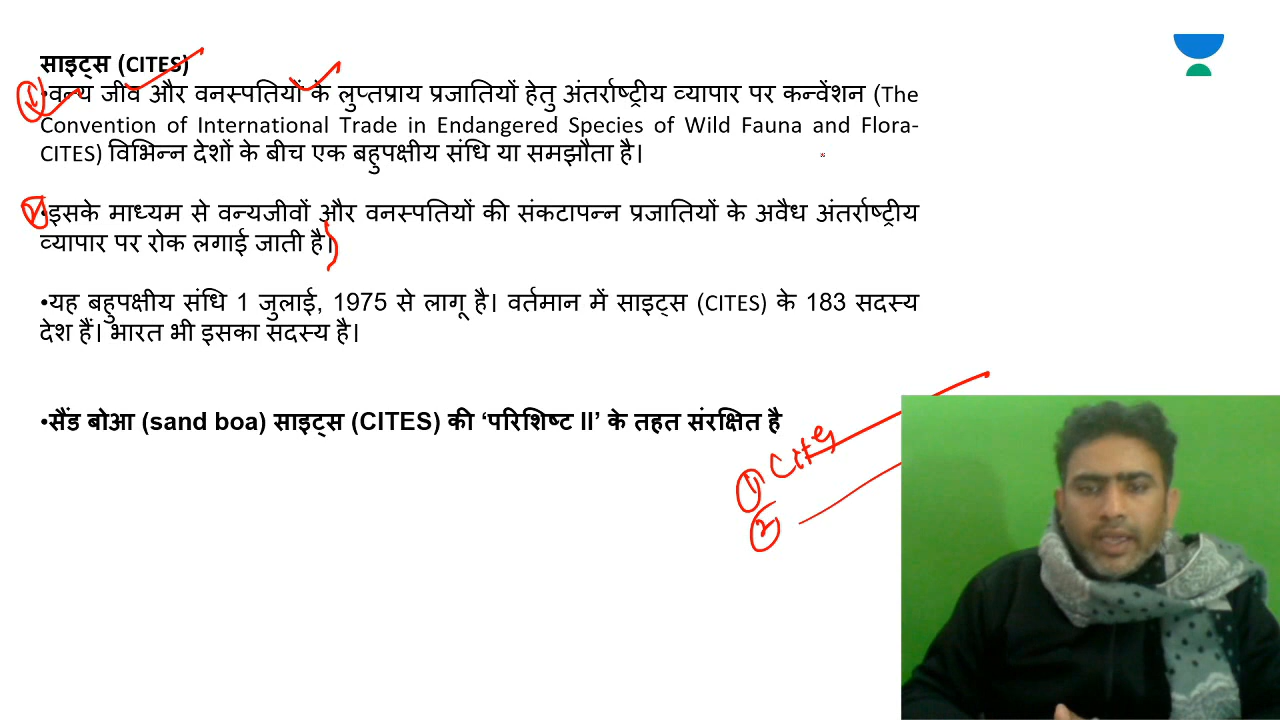 साइट्स (CITES)
•वन्य जीव और वनस्पतियों के लुप्तप्राय प्रजातियों हेतु अंतर्राष्ट्रीय व्यापार पर कन्वेंशन (The
Convention of International Trade in Endangered Species of Wild Fauna and Flora-
CITES) विभिन्न देशों के बीच एक बहुपक्षीय संधि या समझौता है।
•इसके माध्यम से वन्यजीवों और वनस्पतियों की संकटापन्न प्रजातियों के अवैध अंतर्राष्ट्रीय
व्यापार पर रोक लगाई जाती है।
•यह बहुपक्षीय संधि 1 जुलाई, 1975 से लागू है। वर्तमान में साइट्स (CITES) के 183 सदस्य
देश हैं। भारत भी इसका सदस्य है।
•सैंड बोआ (sand boa) साइट्स (CITES) की ‘परिशिष्ट II’ के तहत संरक्षित है
① Cites
②